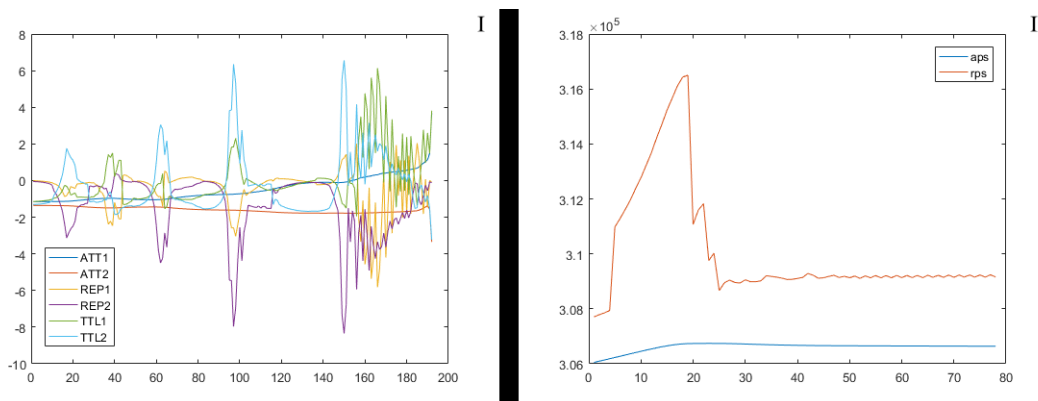 I
8
6
4
2
0
-2
-4
-6
-8
-10
ATT1
ATT2
REP1
REP2
TTL1
TTL2
0 20 40 60 80 100 120 140 160 180 200
I
×10⁵
3.18
3.16
3.14
3.12
3.1
3.08
3.06
aps
rps
0 10 20 30 40 50 60 70 80